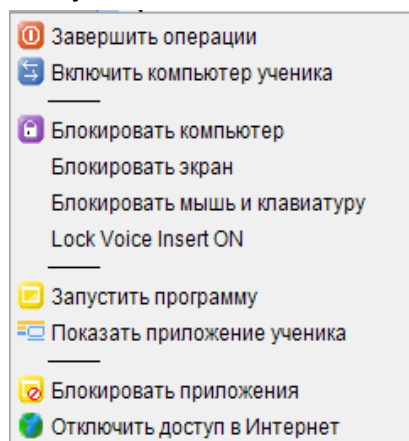 Завершить операции
Включить компьютер ученика
Блокировать компьютер
Блокировать экран
Блокировать мышь и клавиатуру
Lock Voice Insert ON
Запустить программу
Показать приложение ученика
Блокировать приложения
Отключить доступ в Интернет